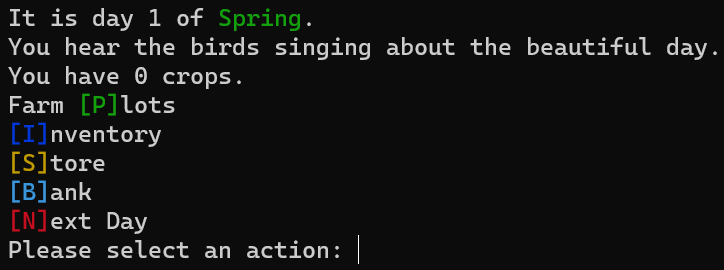 It is day 1 of Spring.
You hear the birds singing about the beautiful day.
You have 0 crops.
Farm [P]lots
[I]nventory
[S]tore
[B]ank
[N]ext Day
Please select an action: